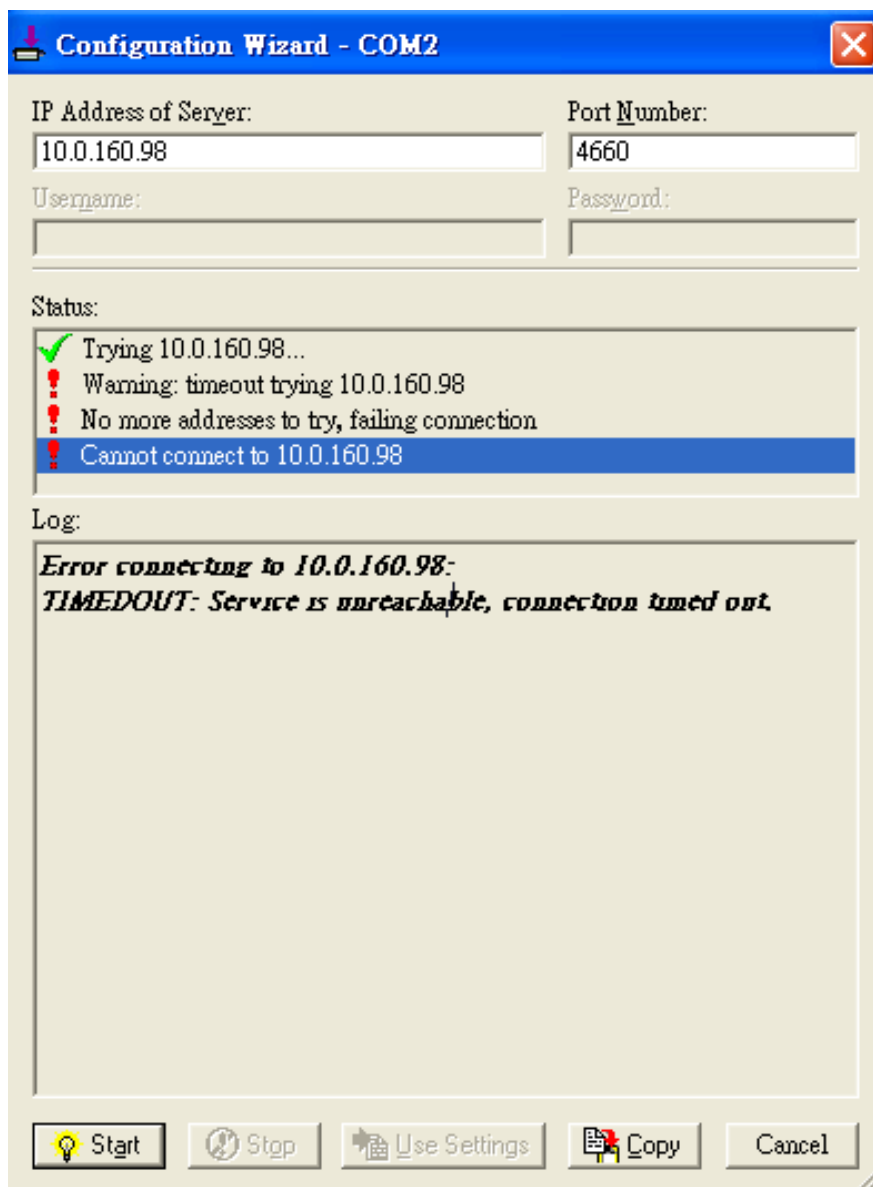 Configuration Wizard - COM2
IP Address of Server: Port Number:
10.0.160.98 4660
Username: Password:
Status:
Trying 10.0.160.98...
Warning: timeout trying 10.0.160.98
No more addresses to try, failing connection
Cannot connect to 10.0.160.98
Log:
Error connecting to 10.0.160.98:
TIMEDOUT: Service is unreachable, connection timed out.
Start Stop Use Settings Copy Cancel